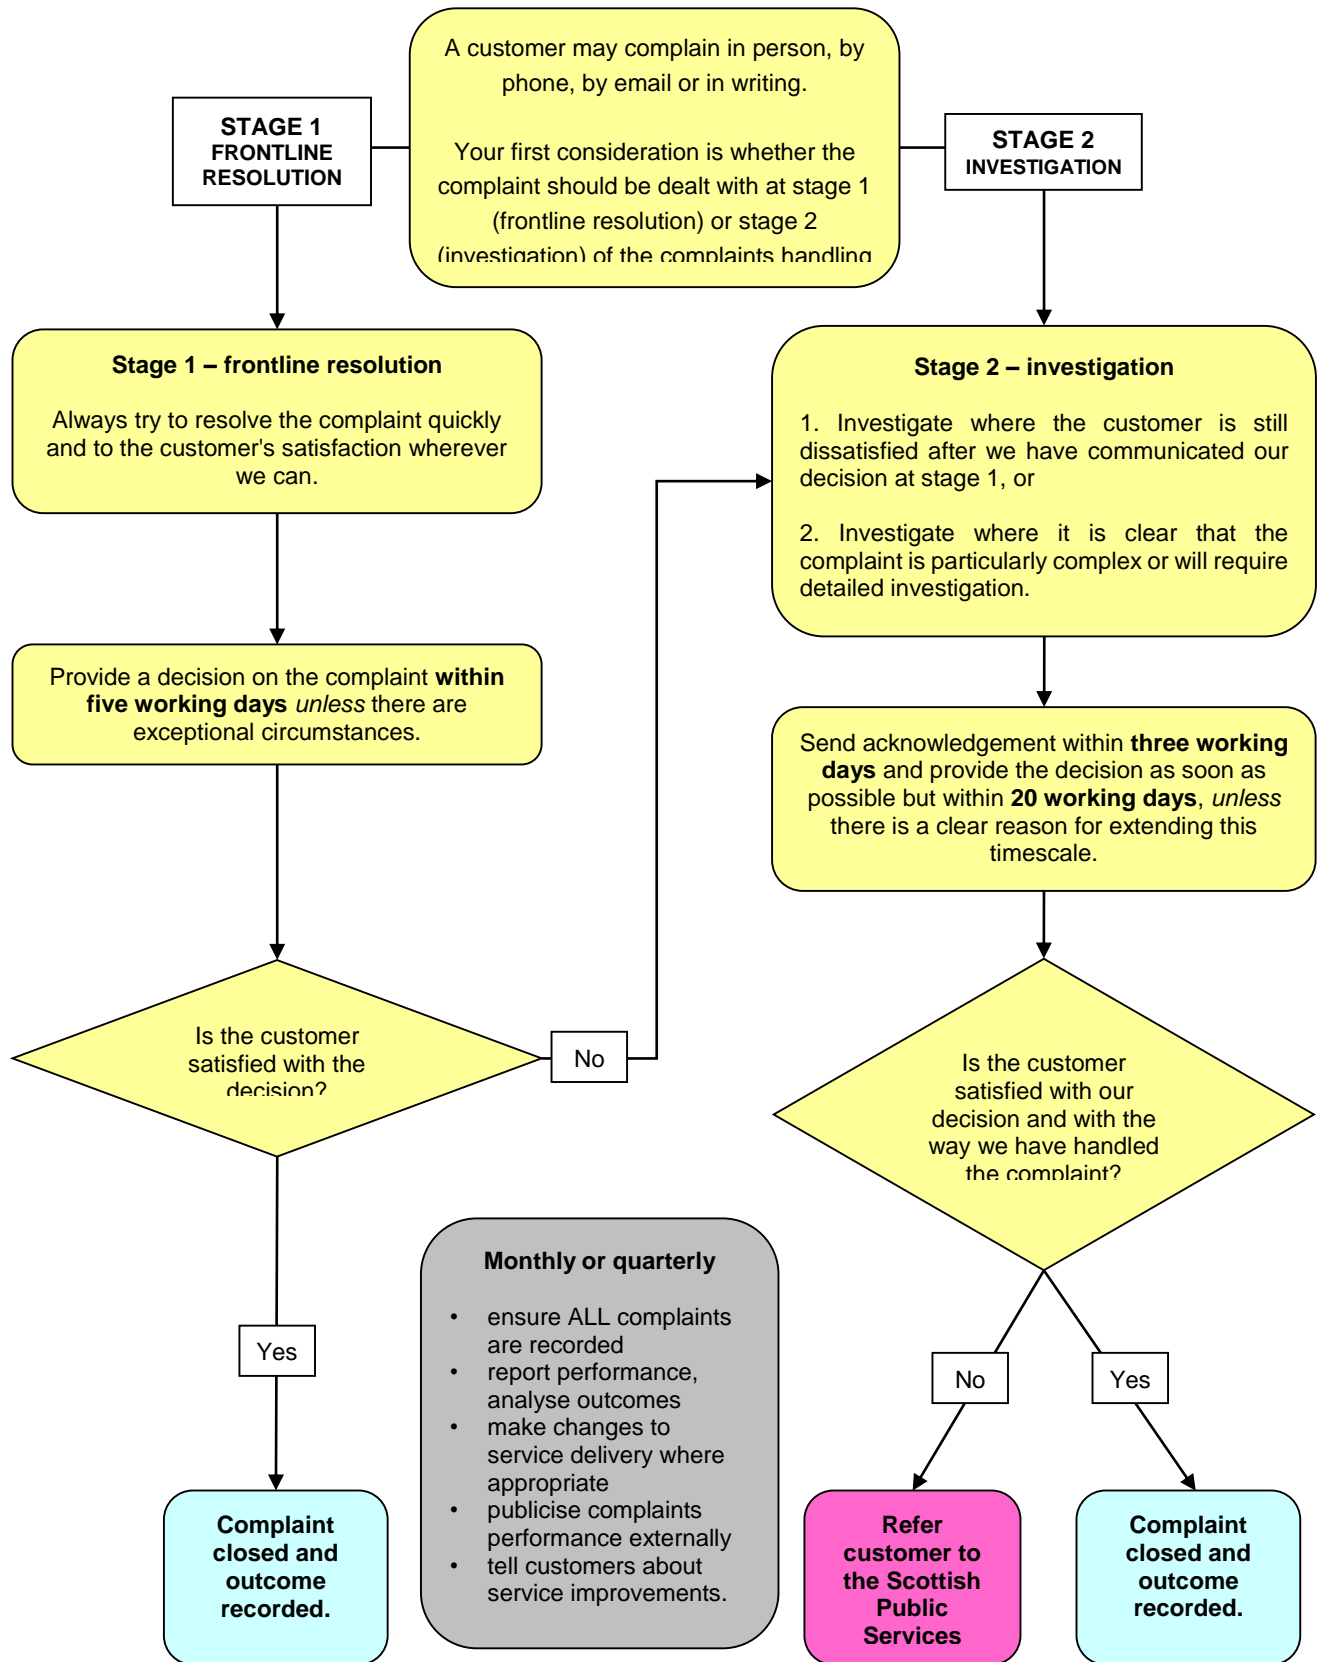 A customer may complain in person, by
phone, by email or in writing.
Your first consideration is whether the
complaint should be dealt with at stage 1
(frontline resolution) or stage 2
(investigation) of the complaints handling
STAGE 1
FRONTLINE
RESOLUTION
STAGE 2
INVESTIGATION
Stage 1 – frontline resolution
Always try to resolve the complaint quickly
and to the customer's satisfaction wherever
we can.
Provide a decision on the complaint within
five working days unless there are
exceptional circumstances.
Is the customer
satisfied with the
decision?
No
Yes
Complaint
closed and
outcome
recorded.
Stage 2 – investigation
1. Investigate where the customer is still
dissatisfied after we have communicated our
decision at stage 1, or
2. Investigate where it is clear that the
complaint is particularly complex or will require
detailed investigation.
Send acknowledgement within three working
days and provide the decision as soon as
possible but within 20 working days, unless
there is a clear reason for extending this
timescale.
Is the customer
satisfied with our
decision and with the
way we have handled
the complaint?
No
Yes
Refer
customer to
the Scottish
Public
Services
Complaint
closed and
outcome
recorded.
Monthly or quarterly
• ensure ALL complaints
are recorded
• report performance,
analyse outcomes
• make changes to
service delivery where
appropriate
• publicise complaints
performance externally
• tell customers about
service improvements.